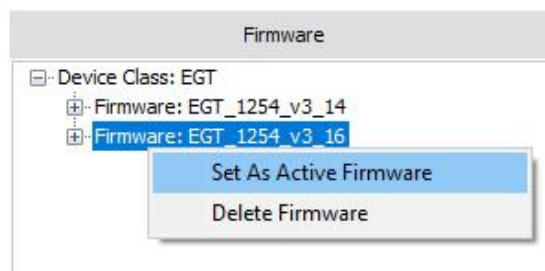 Firmware
Device Class: EGT
Firmware: EGT_1254_v3_14
Firmware: EGT_1254_v3_16
Set As Active Firmware
Delete Firmware